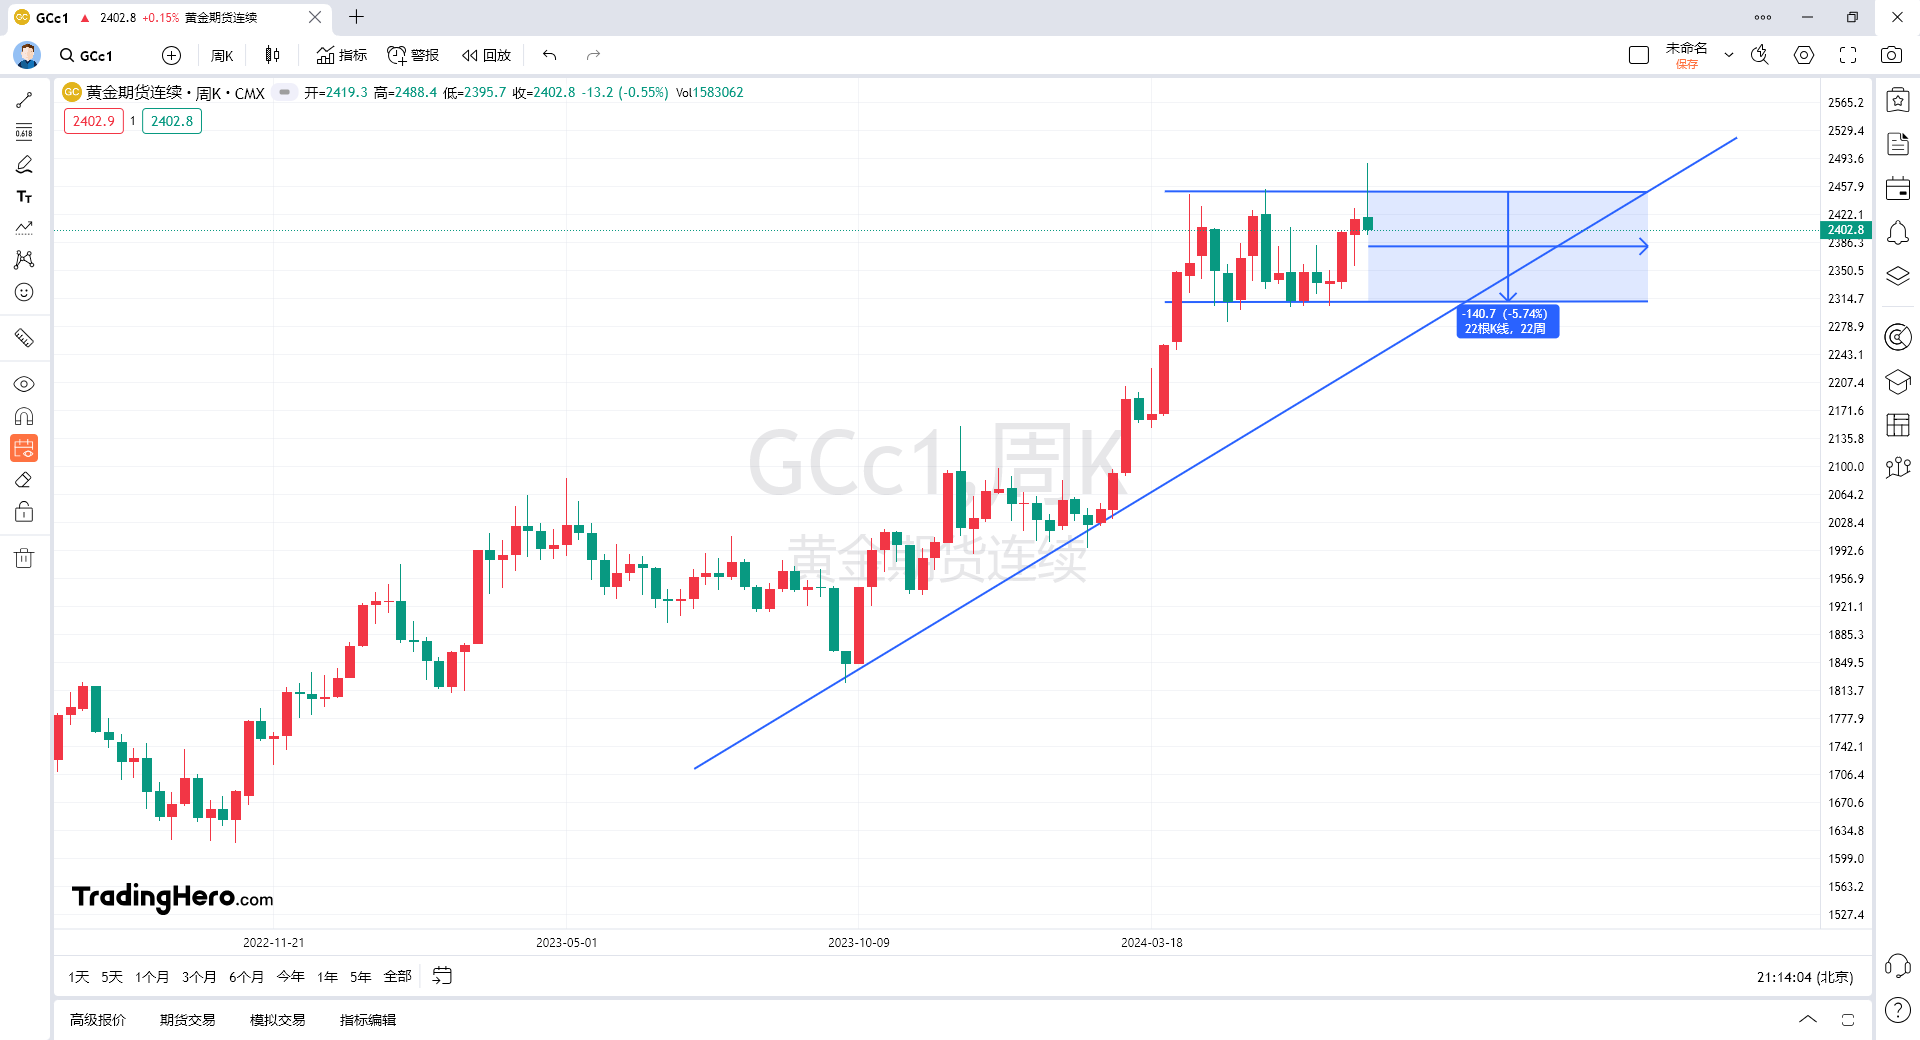 GC GCc1 ▲ 2402.8 +0.15% 黄金期货连续
GCc1 周K 指标 警报 回放 未命名
保存
GC 黄金期货连续 · 周K · CMX 开=2419.3 高=2488.4 低=2395.7 收=2402.8 -13.2 (-0.55%) Vol1583062
2402.9 1 2402.8
0.618
TT
GCc1, 周K
黄金期货连续
-140.7 (-5.74%)
22根K线, 22周
2565.2
2529.4
2493.6
2457.9
2422.1
2402.8
2386.3
2350.5
2314.7
2278.9
2243.1
2207.4
2171.6
2135.8
2100.0
2064.2
2028.4
1992.6
1956.9
1921.1
1885.3
1849.5
1813.7
1777.9
1742.1
1706.4
1670.6
1634.8
1599.0
1563.2
1527.4
TradingHero.com
2022-11-21 2023-05-01 2023-10-09 2024-03-18
1天 5天 1个月 3个月 6个月 今年 1年 5年 全部 21:14:04 (北京)
高级报价 期货交易 模拟交易 指标编辑